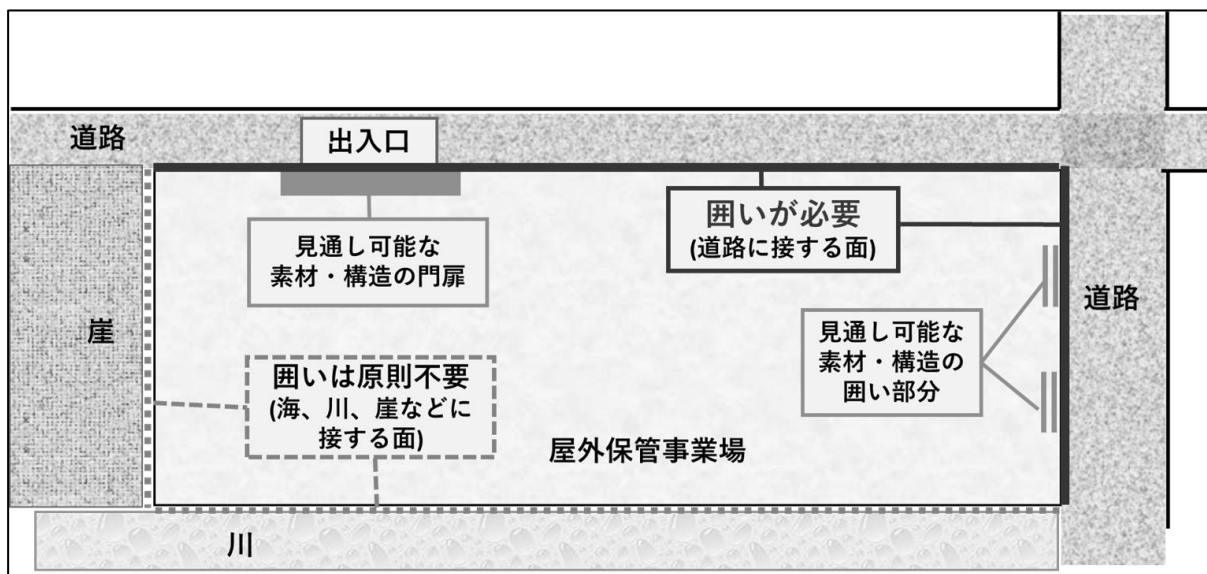 道路
出入口
見通し可能な
素材・構造の門扉
囲いが必要
(道路に接する面)
崖
道路
見通し可能な
素材・構造の
囲い部分
囲いは原則不要
(海、川、崖などに
接する面)
屋外保管事業場
川